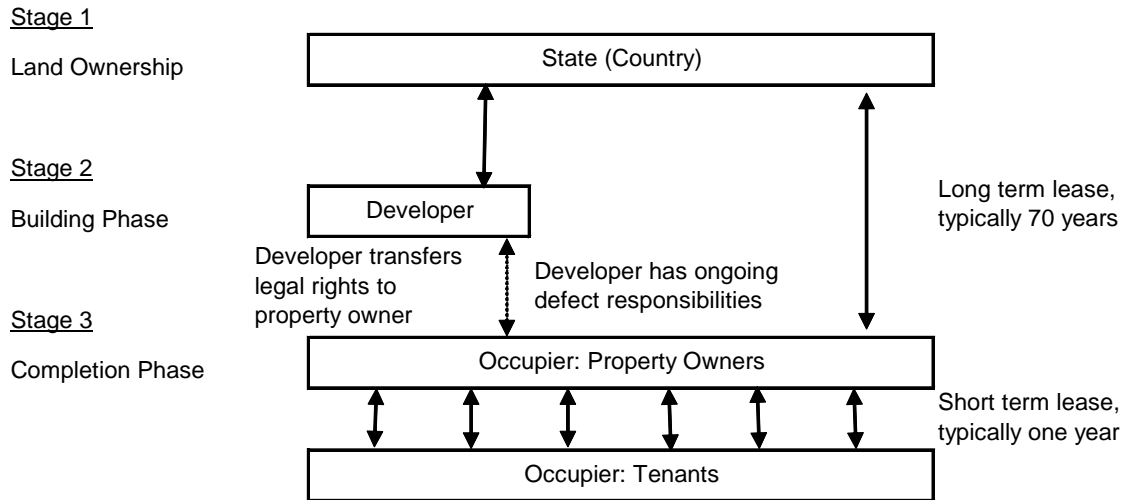 Stage 1
Land Ownership
State (Country)
Stage 2
Building Phase
Developer
Long term lease,
typically 70 years
Developer transfers
legal rights to
property owner
Developer has ongoing
defect responsibilities
Stage 3
Completion Phase
Occupier: Property Owners
Short term lease,
typically one year
Occupier: Tenants